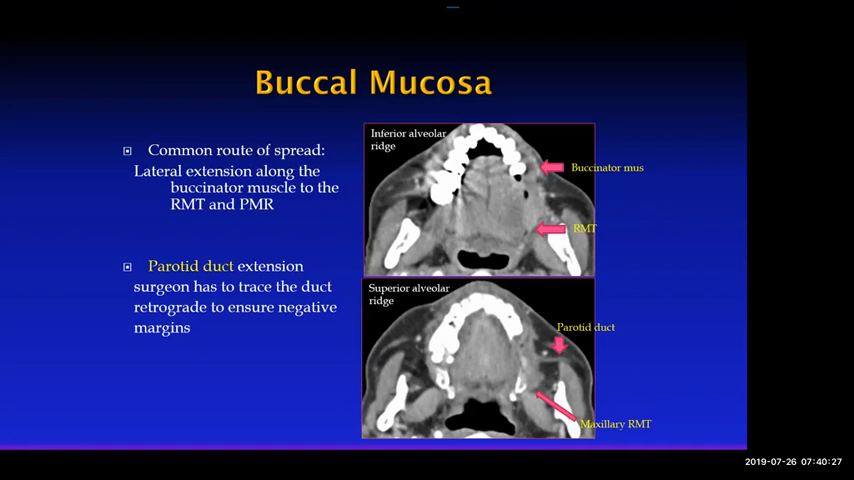 Buccal Mucosa
Common route of spread:
Lateral extension along the
buccinator muscle to the
RMT and PMR
Parotid duct extension
surgeon has to trace the duct
retrograde to ensure negative
margins
Inferior alveolar
ridge
Buccinator mus
RMT
Superior alveolar
ridge
Parotid duct
Maxillary RMT
2019-07-26 07:40:27